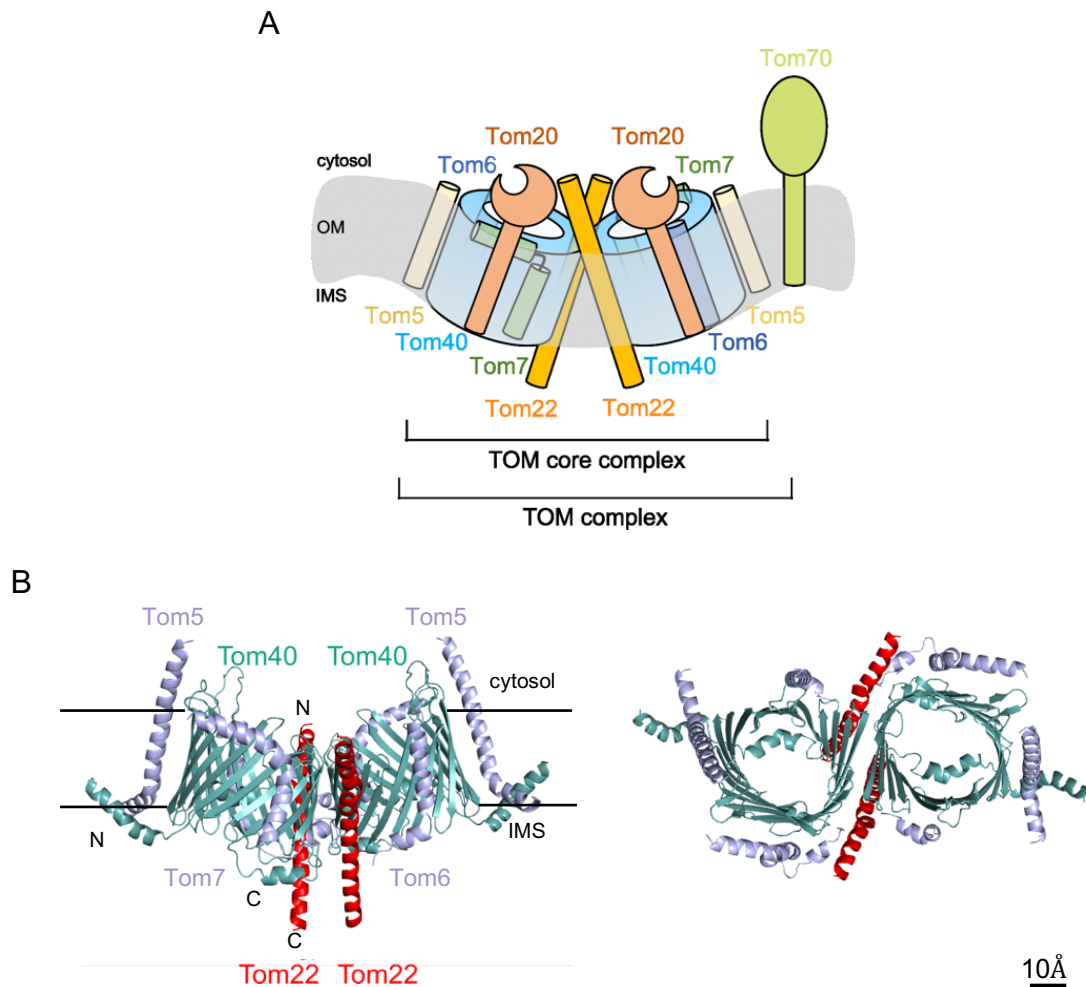 A
Tom70
Tom20 Tom20
cytosol
Tom6 Tom7
OM
IMS
Tom5 Tom5
Tom40 Tom6
Tom7 Tom40
Tom22 Tom22
TOM core complex
TOM complex
B
Tom5 Tom5
Tom40 Tom40
cytosol
N
N IMS
Tom7 Tom6
C
C
Tom22 Tom22
10Å